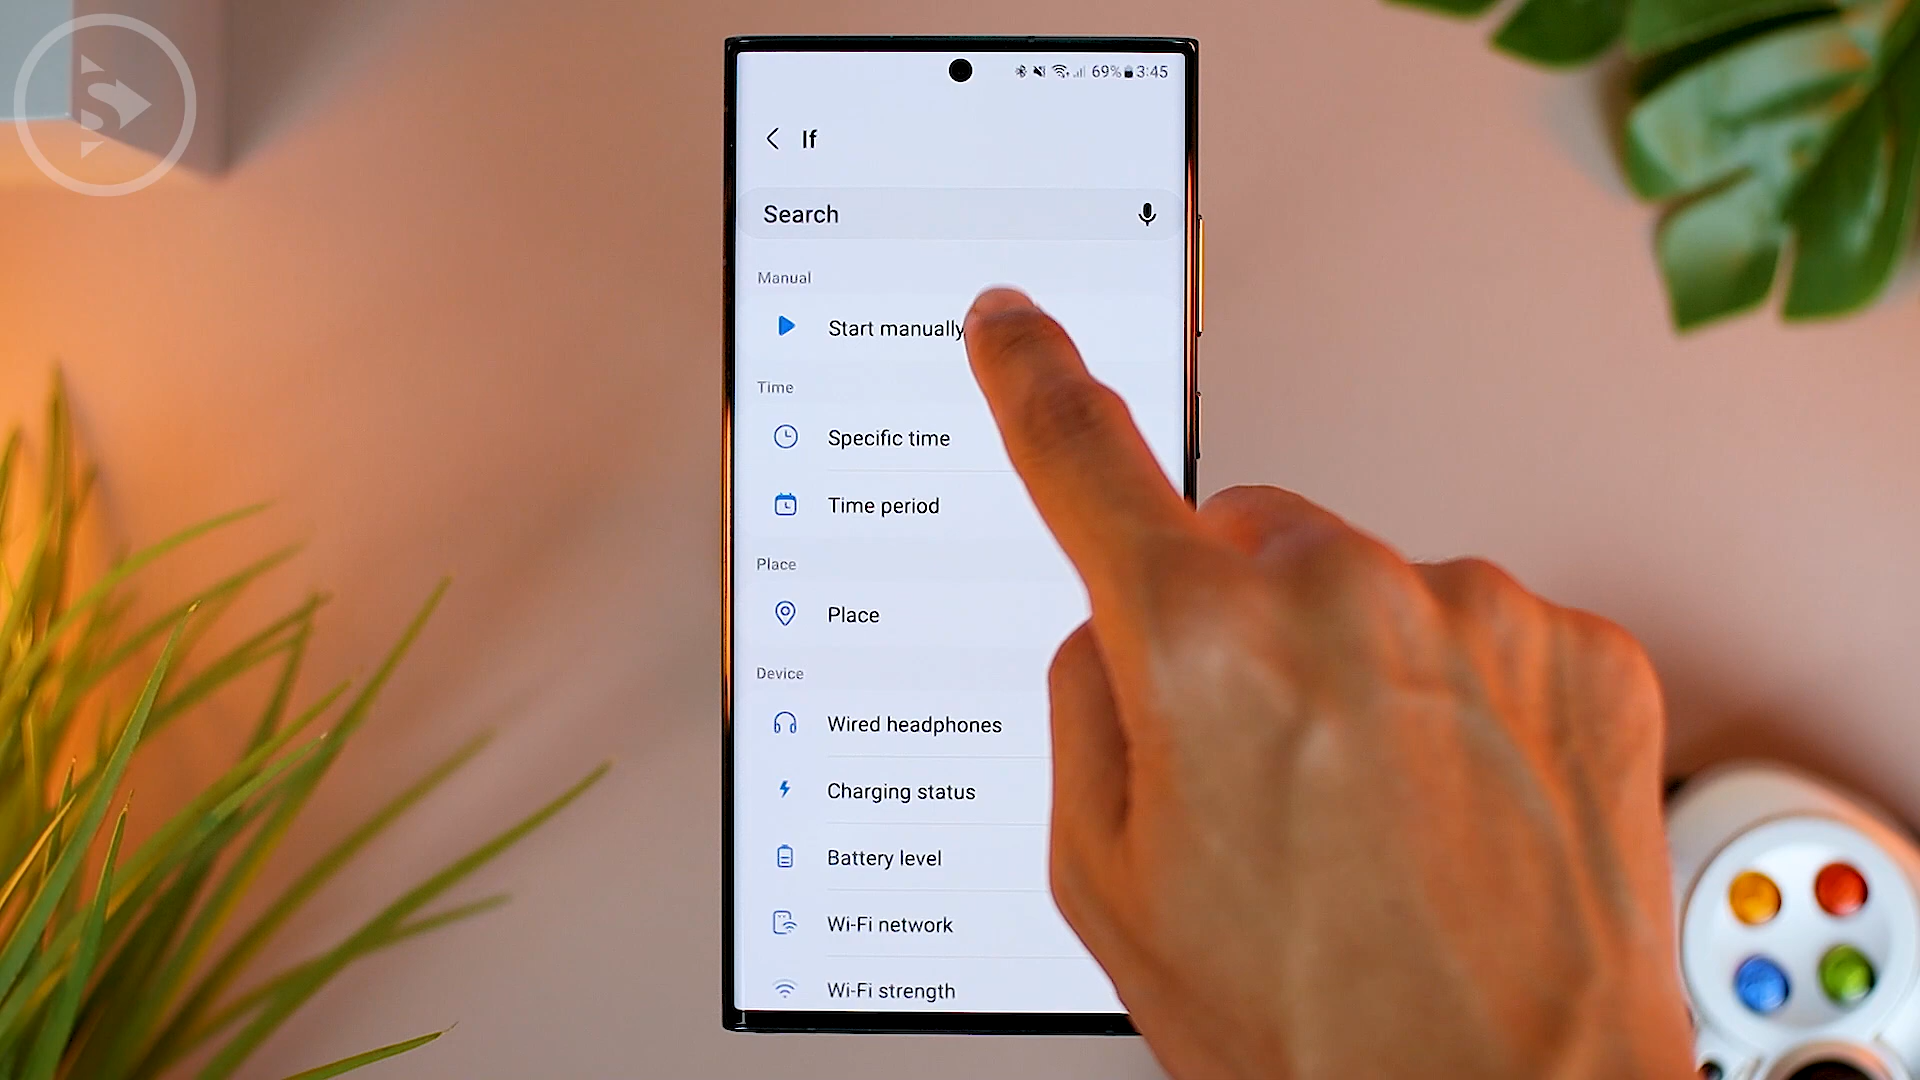 69% 3:45
If
Search
Manual
Start manually
Time
Specific time
Time period
Place
Place
Device
Wired headphones
Charging status
Battery level
Wi-Fi network
Wi-Fi strength